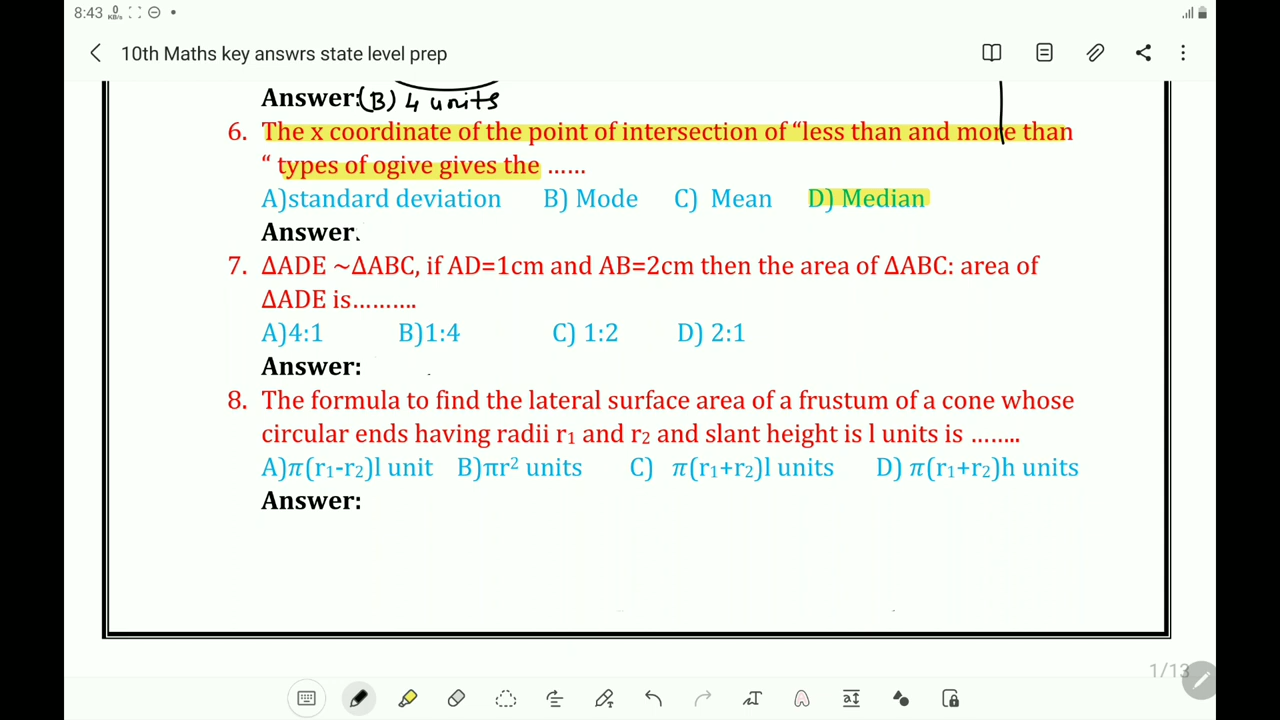 8:43 0 KB/s
10th Maths key answrs state level prep
Answer:(B) 4 units
6. The x coordinate of the point of intersection of “less than and more than
“ types of ogive gives the ......
A)standard deviation B) Mode C) Mean D) Median
Answer.
7. ΔADE ~ΔABC, if AD=1cm and AB=2cm then the area of ΔABC: area of
ΔADE is..........
A)4:1 B)1:4 C) 1:2 D) 2:1
Answer:
8. The formula to find the lateral surface area of a frustum of a cone whose
circular ends having radii r₁ and r₂ and slant height is l units is ........
A)π(r₁-r₂)l unit B)πr² units C) π(r₁+r₂)l units D) π(r₁+r₂)h units
Answer:
1/13